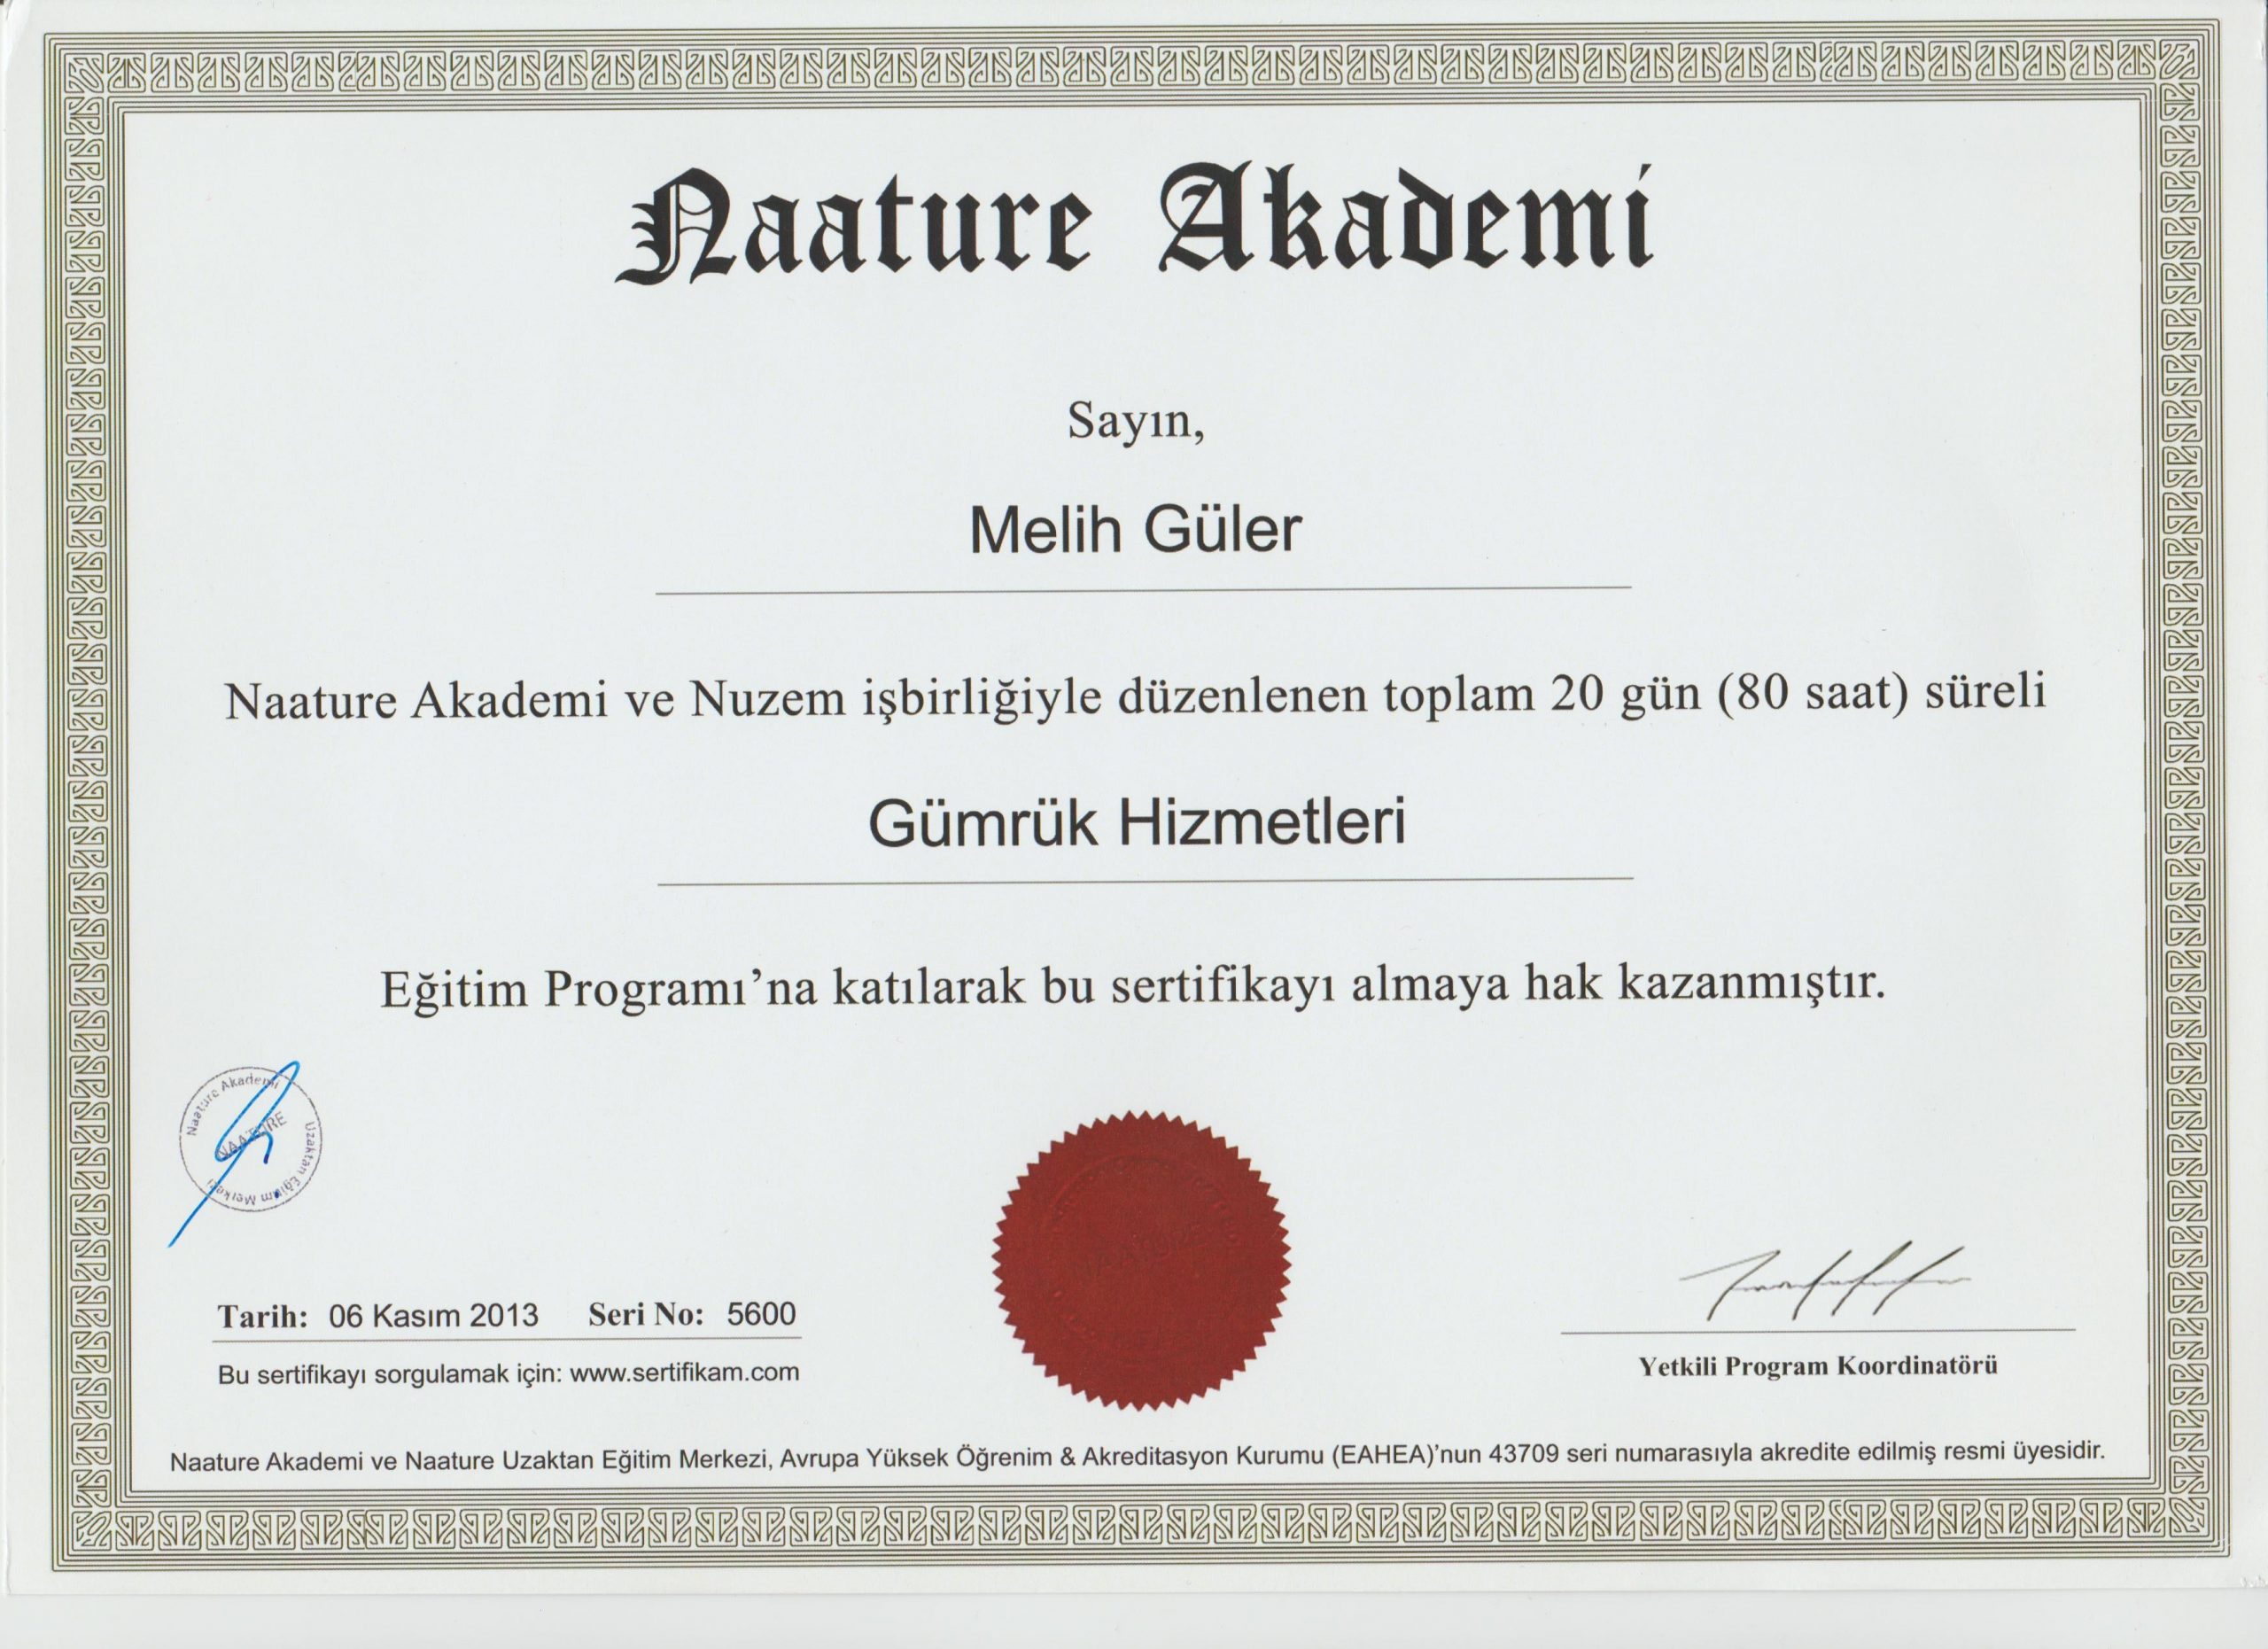 Naature Akademi
Sayın,
Melih Güler
Naature Akademi ve Nuzem işbirliğiyle düzenlenen toplam 20 gün (80 saat) süreli
Gümrük Hizmetleri
Eğitim Programı’na katılarak bu sertifikayı almaya hak kazanmıştır.
Naature Akademi Uzaktan Eğitim Merkezi
NAATURE
NAATURE
Tarih: 06 Kasım 2013 Seri No: 5600
Bu sertifikayı sorgulamak için: www.sertifikam.com
Yetkili Program Koordinatörü
Naature Akademi ve Naature Uzaktan Eğitim Merkezi, Avrupa Yüksek Öğrenim & Akreditasyon Kurumu (EAHEA)’nun 43709 seri numarasıyla akredite edilmiş resmi üyesidir.